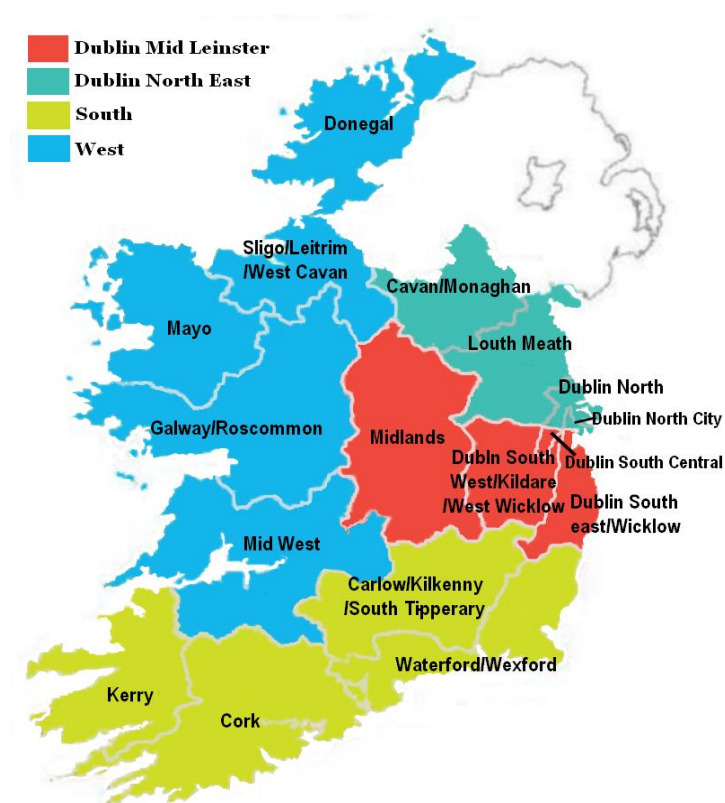 Dublin Mid Leinster
Dublin North East
South
West
Donegal
Sligo/Leitrim
/West Cavan
Cavan/Monaghan
Mayo
Louth Meath
Dublin North
Dublin North City
Galway/Roscommon
Midlands
Dubln South
West/Kildare
/West Wicklow
Dublin South Central
Dublin South
east/Wicklow
Mid West
Carlow/Kilkenny
/South Tipperary
Waterford/Wexford
Kerry
Cork